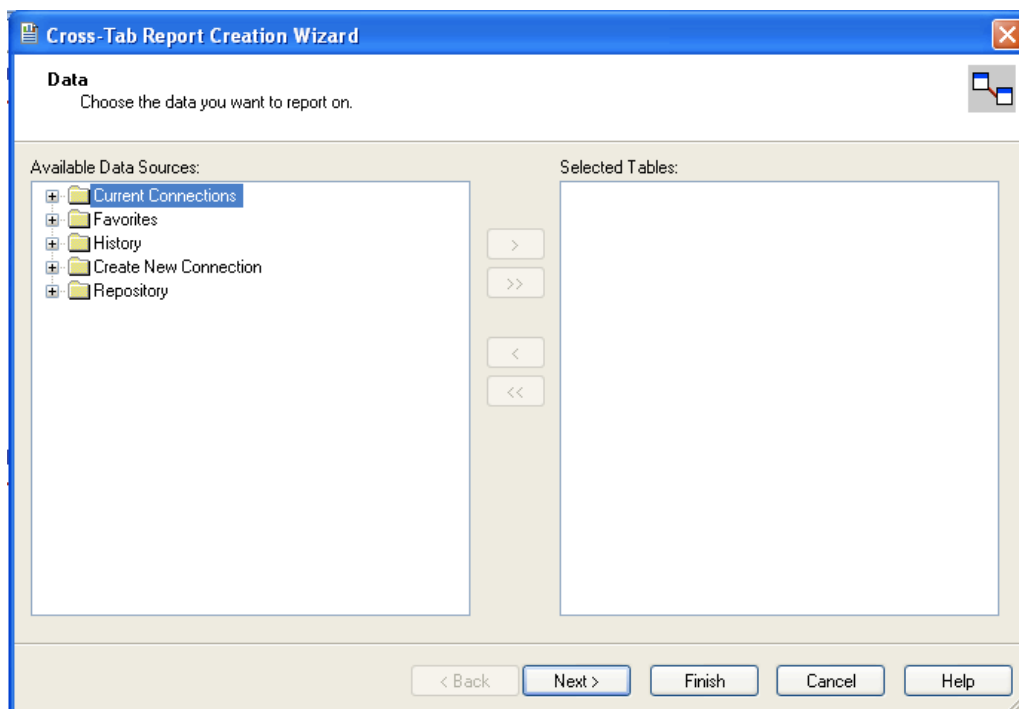 Cross-Tab Report Creation Wizard
Data
Choose the data you want to report on.
Available Data Sources:
Selected Tables:
Current Connections
Favorites
History
Create New Connection
Repository
>
>>
<
<<
< Back
Next >
Finish
Cancel
Help